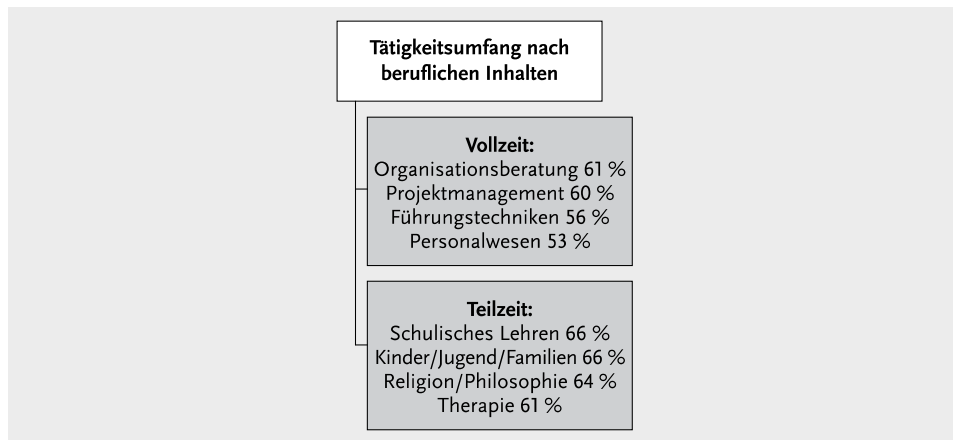 Tätigkeitsumfang nach
beruflichen Inhalten
Vollzeit:
Organisationsberatung 61 %
Projektmanagement 60 %
Führungstechniken 56 %
Personalwesen 53 %
Teilzeit:
Schulisches Lehren 66 %
Kinder/Jugend/Familien 66 %
Religion/Philosophie 64 %
Therapie 61 %